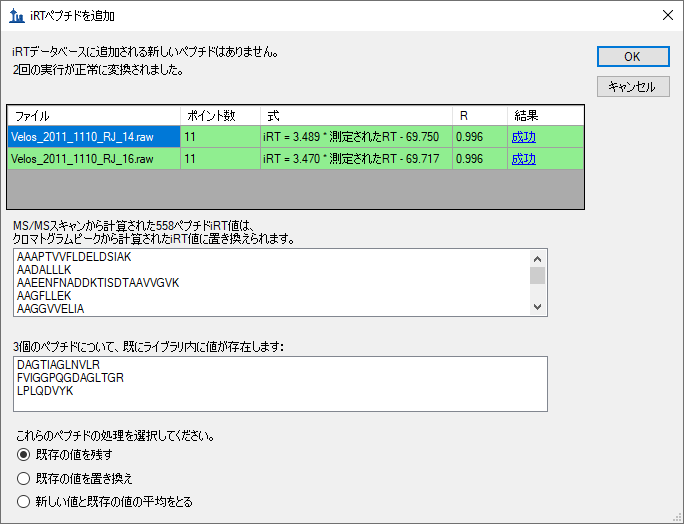 iRTペプチドを追加
iRTデータベースに追加される新しいペプチドはありません。
2回の実行が正常に変換されました。
OK
キャンセル
ファイル ポイント数 式 R 結果
Velos_2011_1110_RJ_14.raw 11 iRT = 3.489 * 測定されたRT - 69.750 0.996 成功
Velos_2011_1110_RJ_16.raw 11 iRT = 3.470 * 測定されたRT - 69.717 0.996 成功
MS/MSスキャンから計算された558ペプチドiRT値は、
クロマトグラムピークから計算されたiRT値に置き換えられます。
AAAPTVVFLDELDSIAK
AADALLLK
AAEENFNADDKTISDTAAVVGVK
AAGFLLEK
AAGGVVELIA
3個のペプチドについて、既にライブラリ内に値が存在します:
DAGTIAGLNVLR
FVIGGPQGDAGLTGR
LPLQDVYK
これらのペプチドの処理を選択してください。
既存の値を残す
既存の値を置き換え
新しい値と既存の値の平均をとる